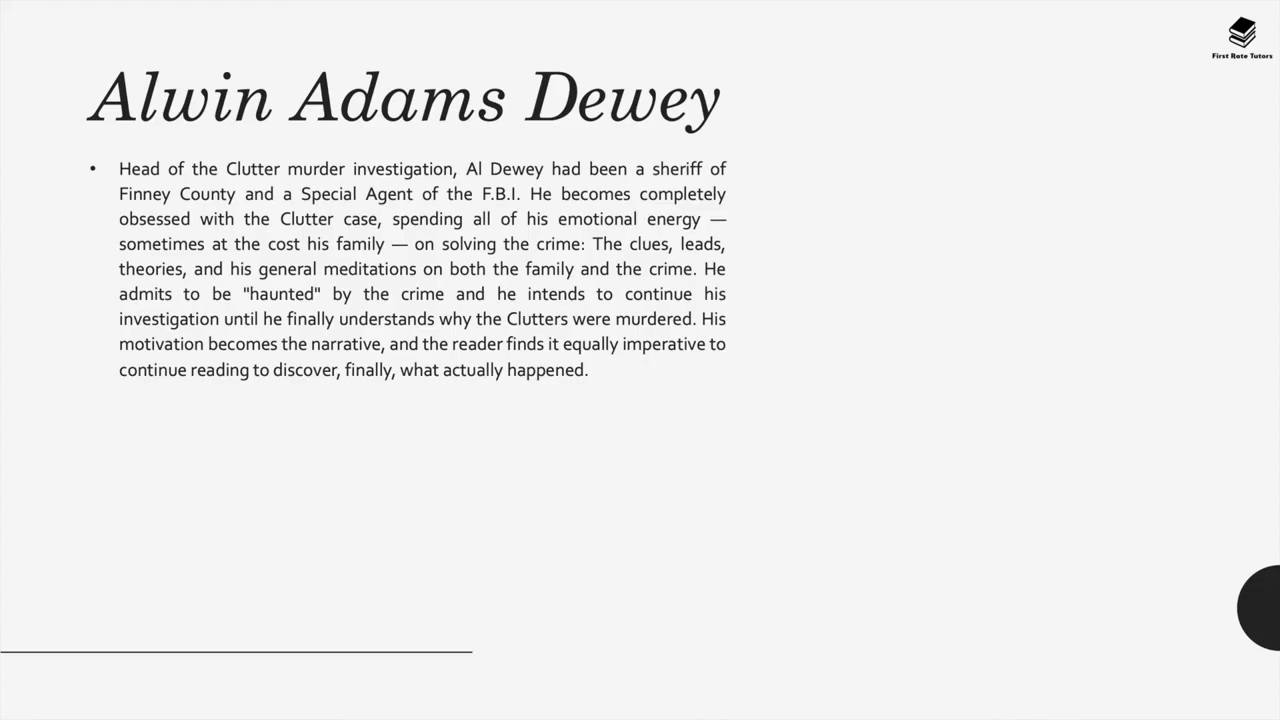 First Rate Tutors
Alwin Adams Dewey
• Head of the Clutter murder investigation, Al Dewey had been a sheriff of
Finney County and a Special Agent of the F.B.I. He becomes completely
obsessed with the Clutter case, spending all of his emotional energy —
sometimes at the cost his family — on solving the crime: The clues, leads,
theories, and his general meditations on both the family and the crime. He
admits to be "haunted" by the crime and he intends to continue his
investigation until he finally understands why the Clutters were murdered. His
motivation becomes the narrative, and the reader finds it equally imperative to
continue reading to discover, finally, what actually happened.